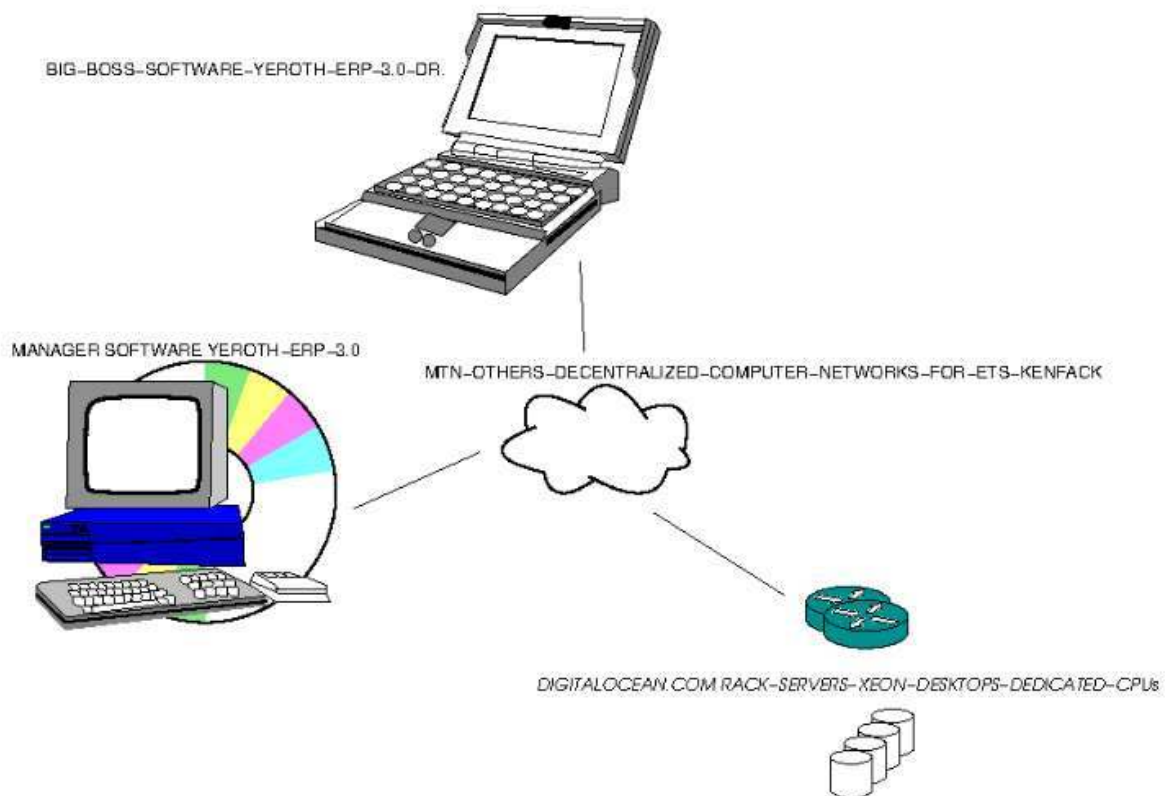 BIG-BOSS-SOFTWARE-YEROTH-ERP-3.0-DR.
MANAGER SOFTWARE YEROTH-ERP-3.0
MTN-OTHERS-DECENTRALIZED-COMPUTER-NETWORKS-FOR-ETS-KENFACK
DIGITALOCEAN.COM RACK-SERVERS-XEON-DESKTOPS-DEDICATED-CPUs